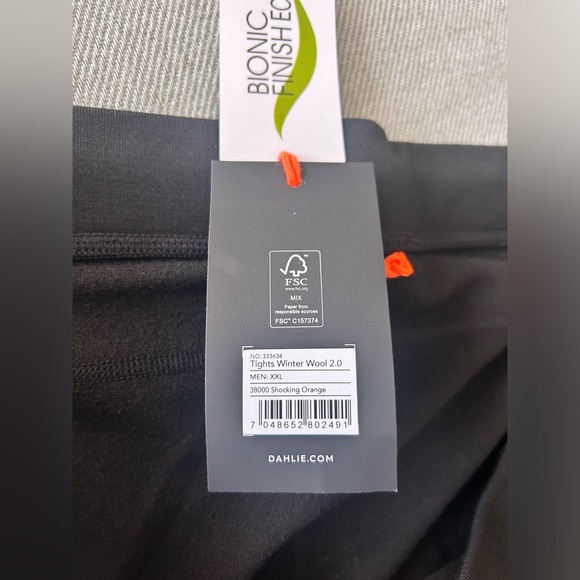 BIONIC
FINISH ECO
FSC
www.fsc.org
MIX
Paper from
responsible sources
FSC™ C157374
NO: 333634
Tights Winter Wool 2.0
MEN: XXL
38000 Shocking Orange
7 048652 802491
DAHLIE.COM